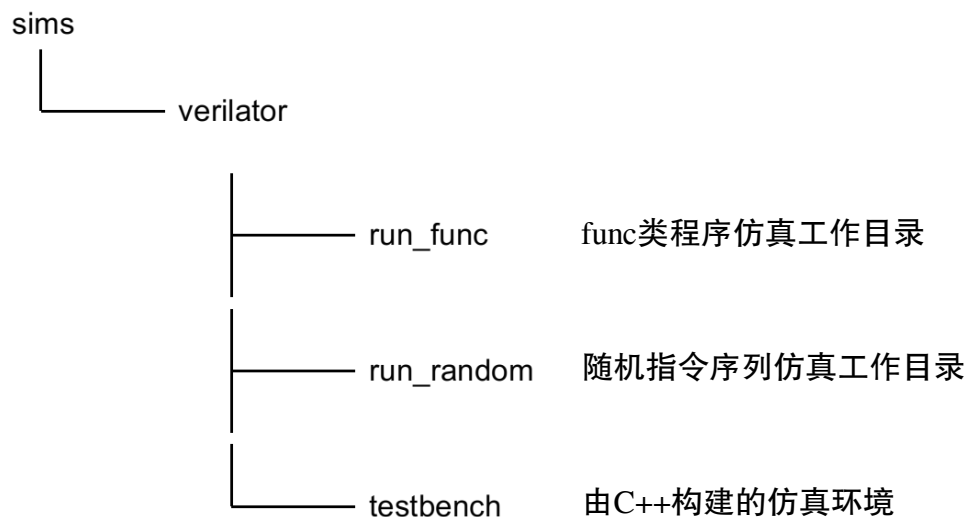 sims
verilator
run_func func类程序仿真工作目录
run_random 随机指令序列仿真工作目录
testbench 由C++构建的仿真环境